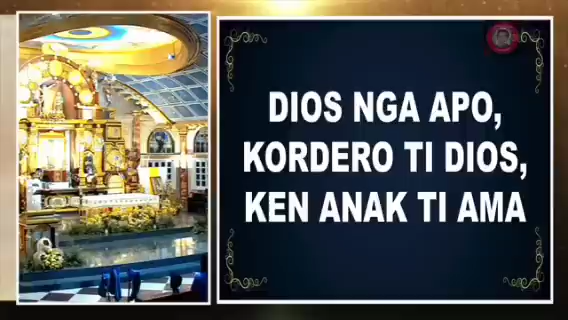 DIOS NGA APO,
KORDERO TI DIOS,
KEN ANAK TI AMA